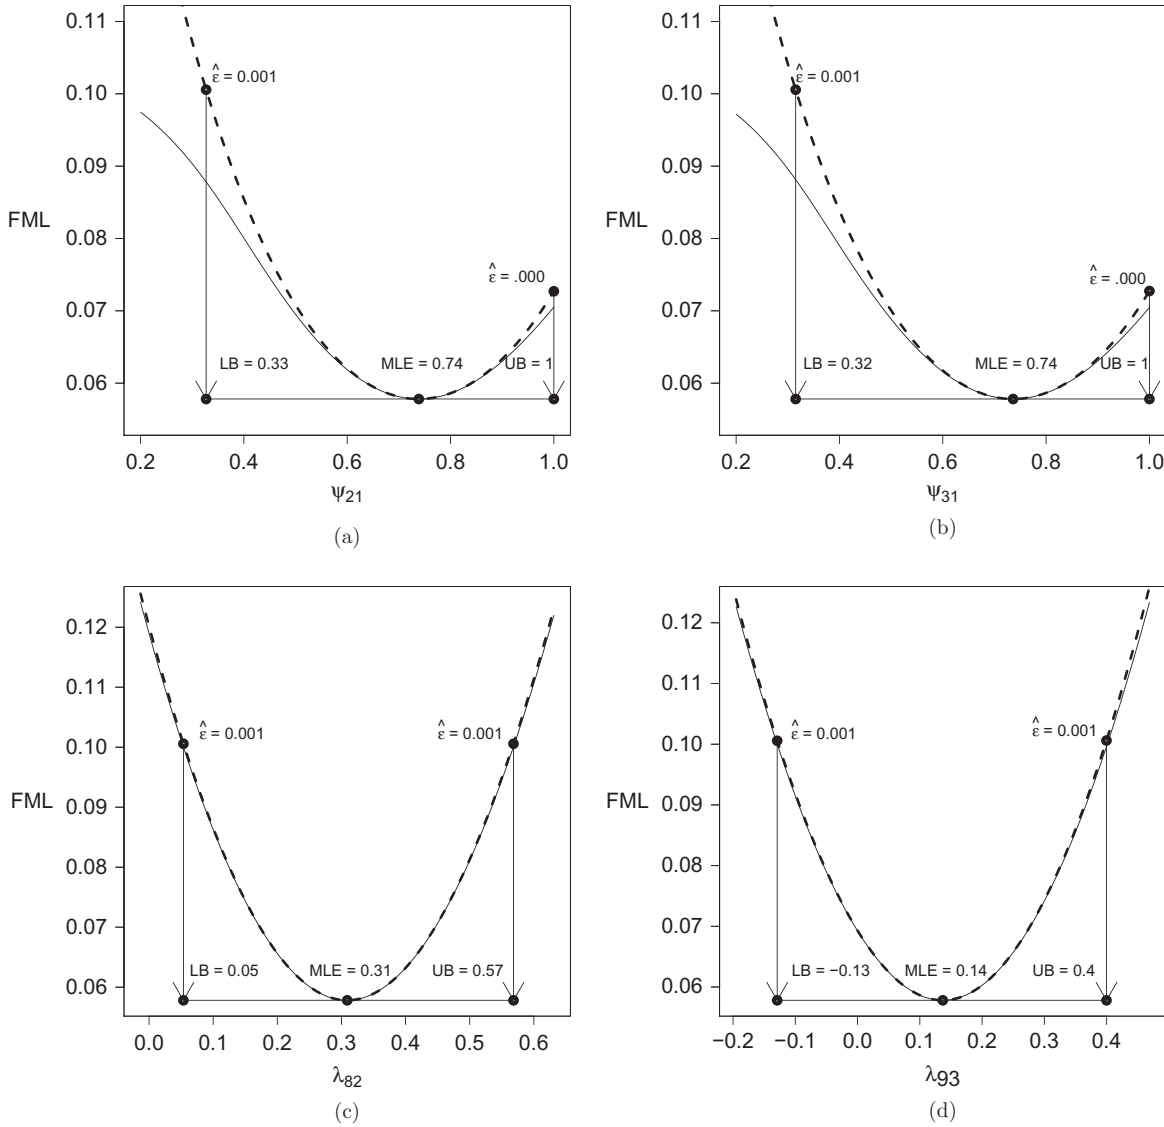 0.11
0.10
0.09
0.08
0.07
0.06
FML
^
ε = 0.001
^
ε = .000
LB = 0.33 MLE = 0.74 UB = 1
0.2 0.4 0.6 0.8 1.0
ψ21
(a)
0.11
0.10
0.09
0.08
0.07
0.06
FML
^
ε = 0.001
^
ε = .000
LB = 0.32 MLE = 0.74 UB = 1
0.2 0.4 0.6 0.8 1.0
ψ31
(b)
0.12
0.11
0.10
0.09
0.08
0.07
0.06
FML
^ ^
ε = 0.001 ε = 0.001
LB = 0.05 MLE = 0.31 UB = 0.57
0.0 0.1 0.2 0.3 0.4 0.5 0.6
λ82
(c)
0.12
0.11
0.10
0.09
0.08
0.07
0.06
FML
^ ^
ε = 0.001 ε = 0.001
LB = −0.13 MLE = 0.14 UB = 0.4
−0.2 −0.1 0.0 0.1 0.2 0.3 0.4
λ93
(d)